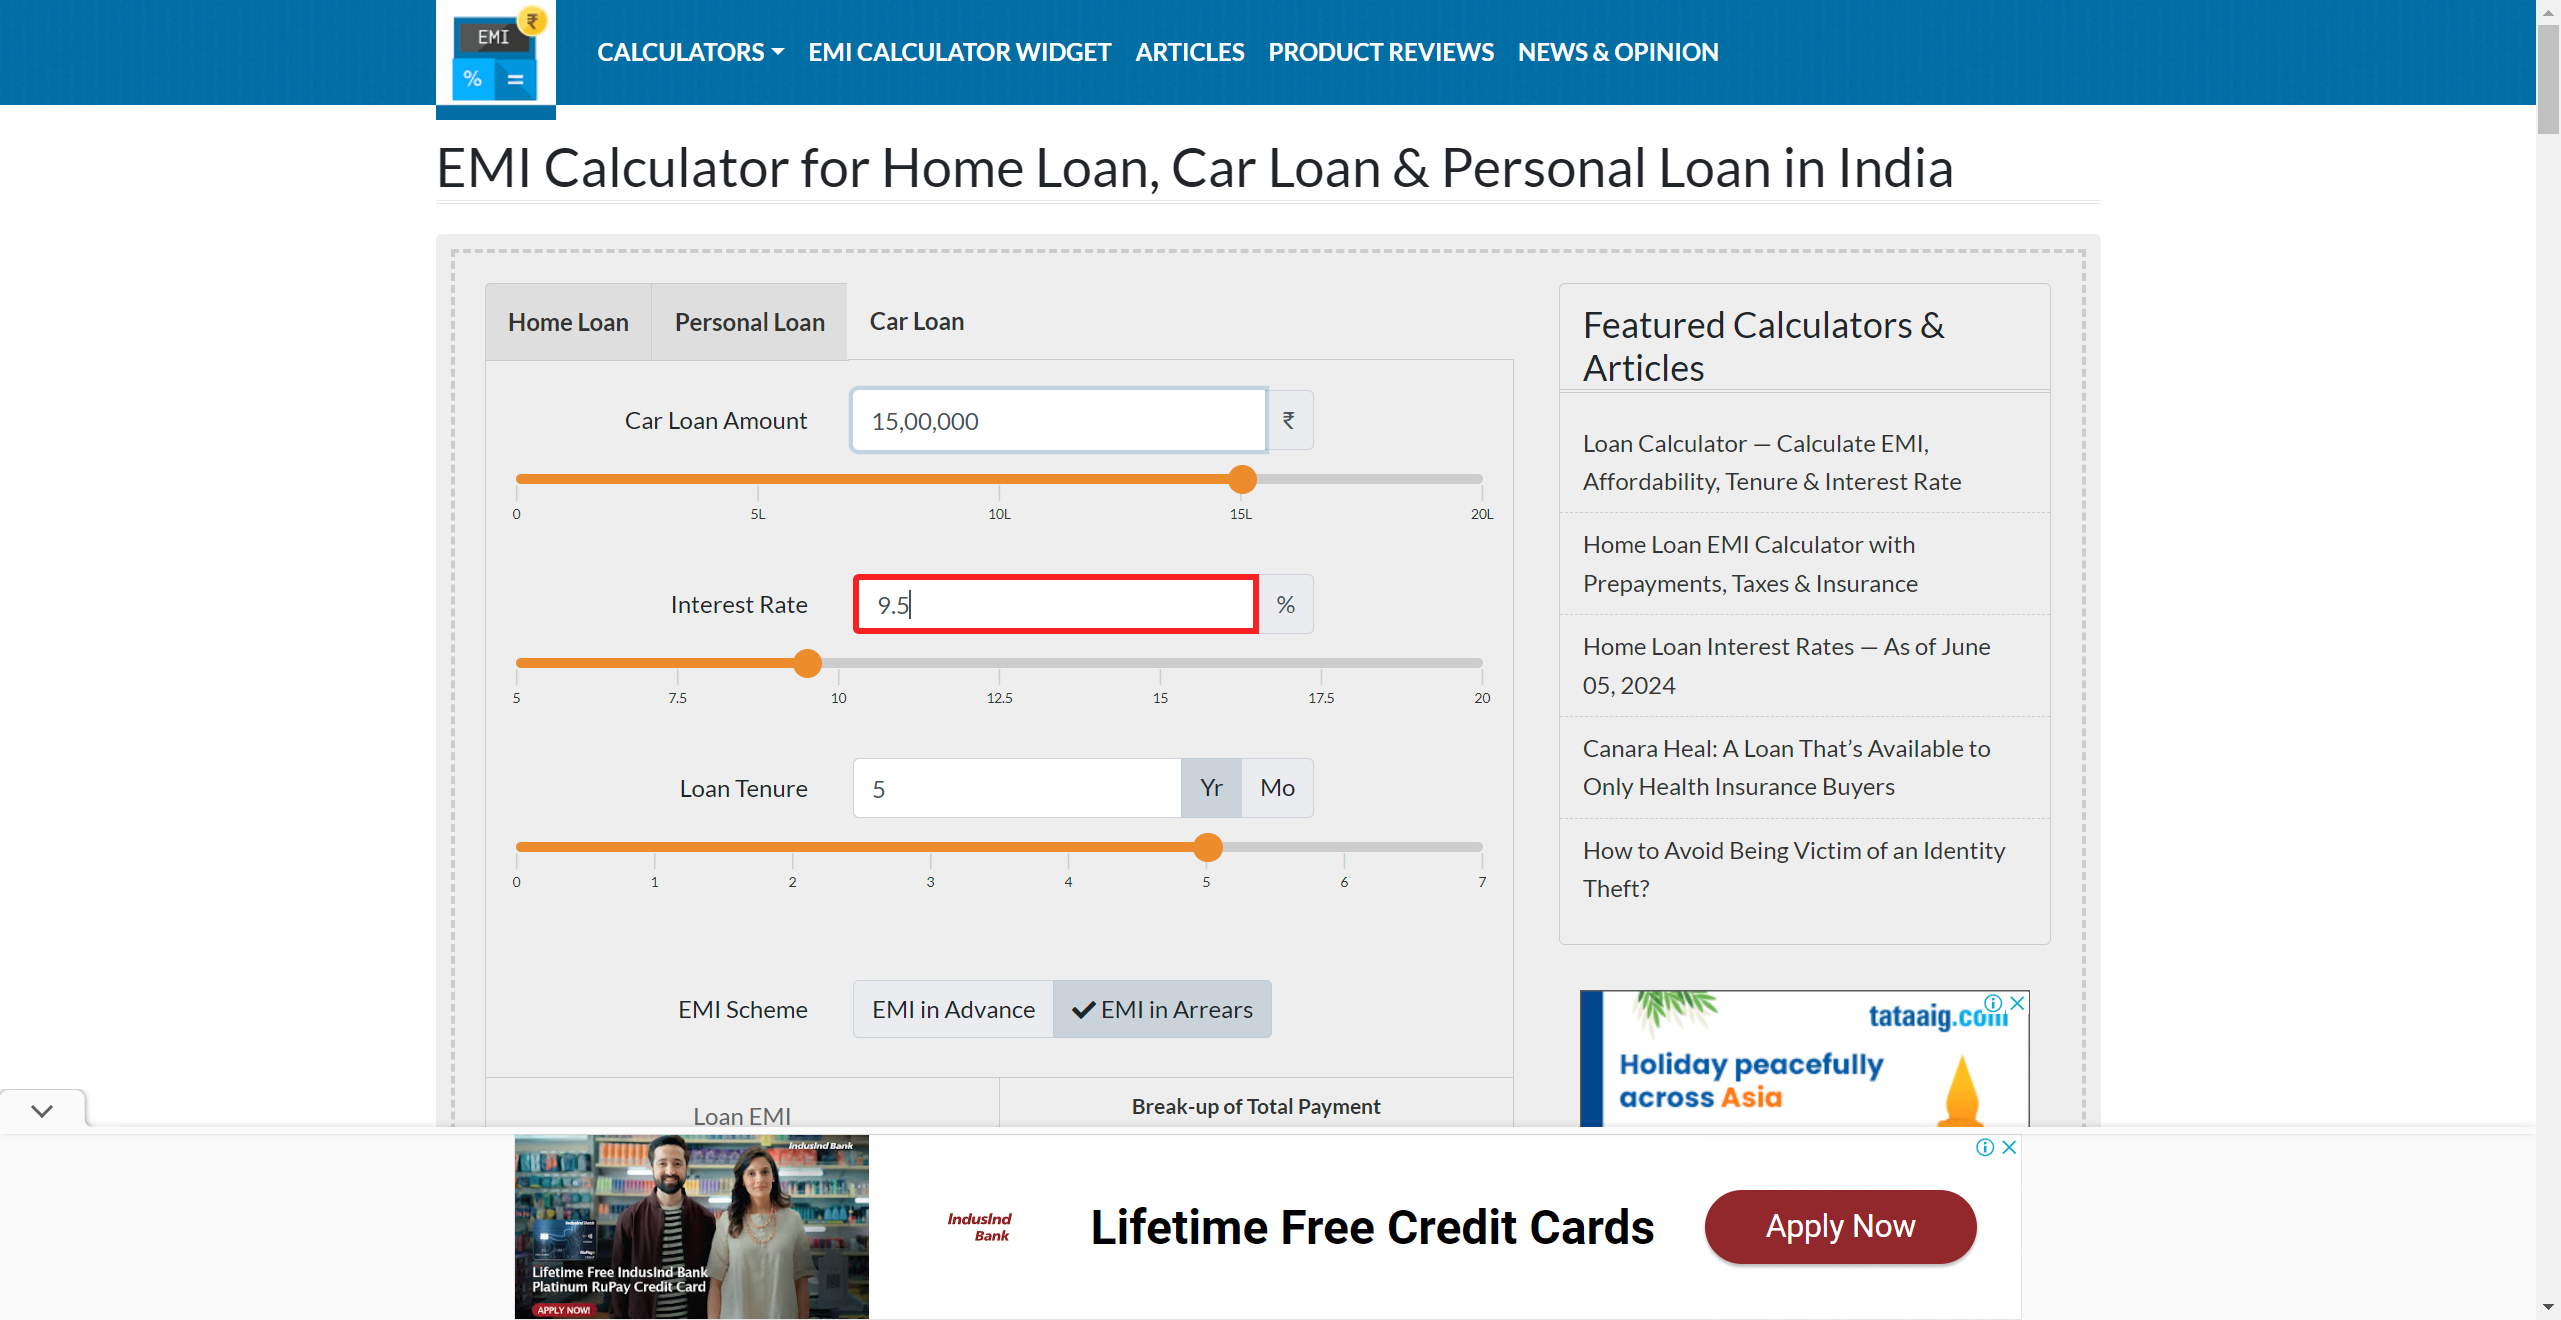 EMI
₹
%
=
CALCULATORS
EMI CALCULATOR WIDGET
ARTICLES
PRODUCT REVIEWS
NEWS & OPINION
EMI Calculator for Home Loan, Car Loan & Personal Loan in India
Home Loan
Personal Loan
Car Loan
Car Loan Amount
15,00,000
₹
0 5L 10L 15L 20L
Interest Rate
9.5
%
5 7.5 10 12.5 15 17.5 20
Loan Tenure
5
Yr
Mo
0 1 2 3 4 5 6 7
EMI Scheme
EMI in Advance
EMI in Arrears
Loan EMI
Break-up of Total Payment
Featured Calculators &
Articles
Loan Calculator — Calculate EMI,
Affordability, Tenure & Interest Rate
Home Loan EMI Calculator with
Prepayments, Taxes & Insurance
Home Loan Interest Rates — As of June
05, 2024
Canara Heal: A Loan That’s Available to
Only Health Insurance Buyers
How to Avoid Being Victim of an Identity
Theft?
tataaig.com
Holiday peacefully
across Asia
IndusInd Bank
Lifetime Free IndusInd Bank
Platinum RuPay Credit Card
APPLY NOW!
IndusInd
Bank
Lifetime Free Credit Cards
Apply Now